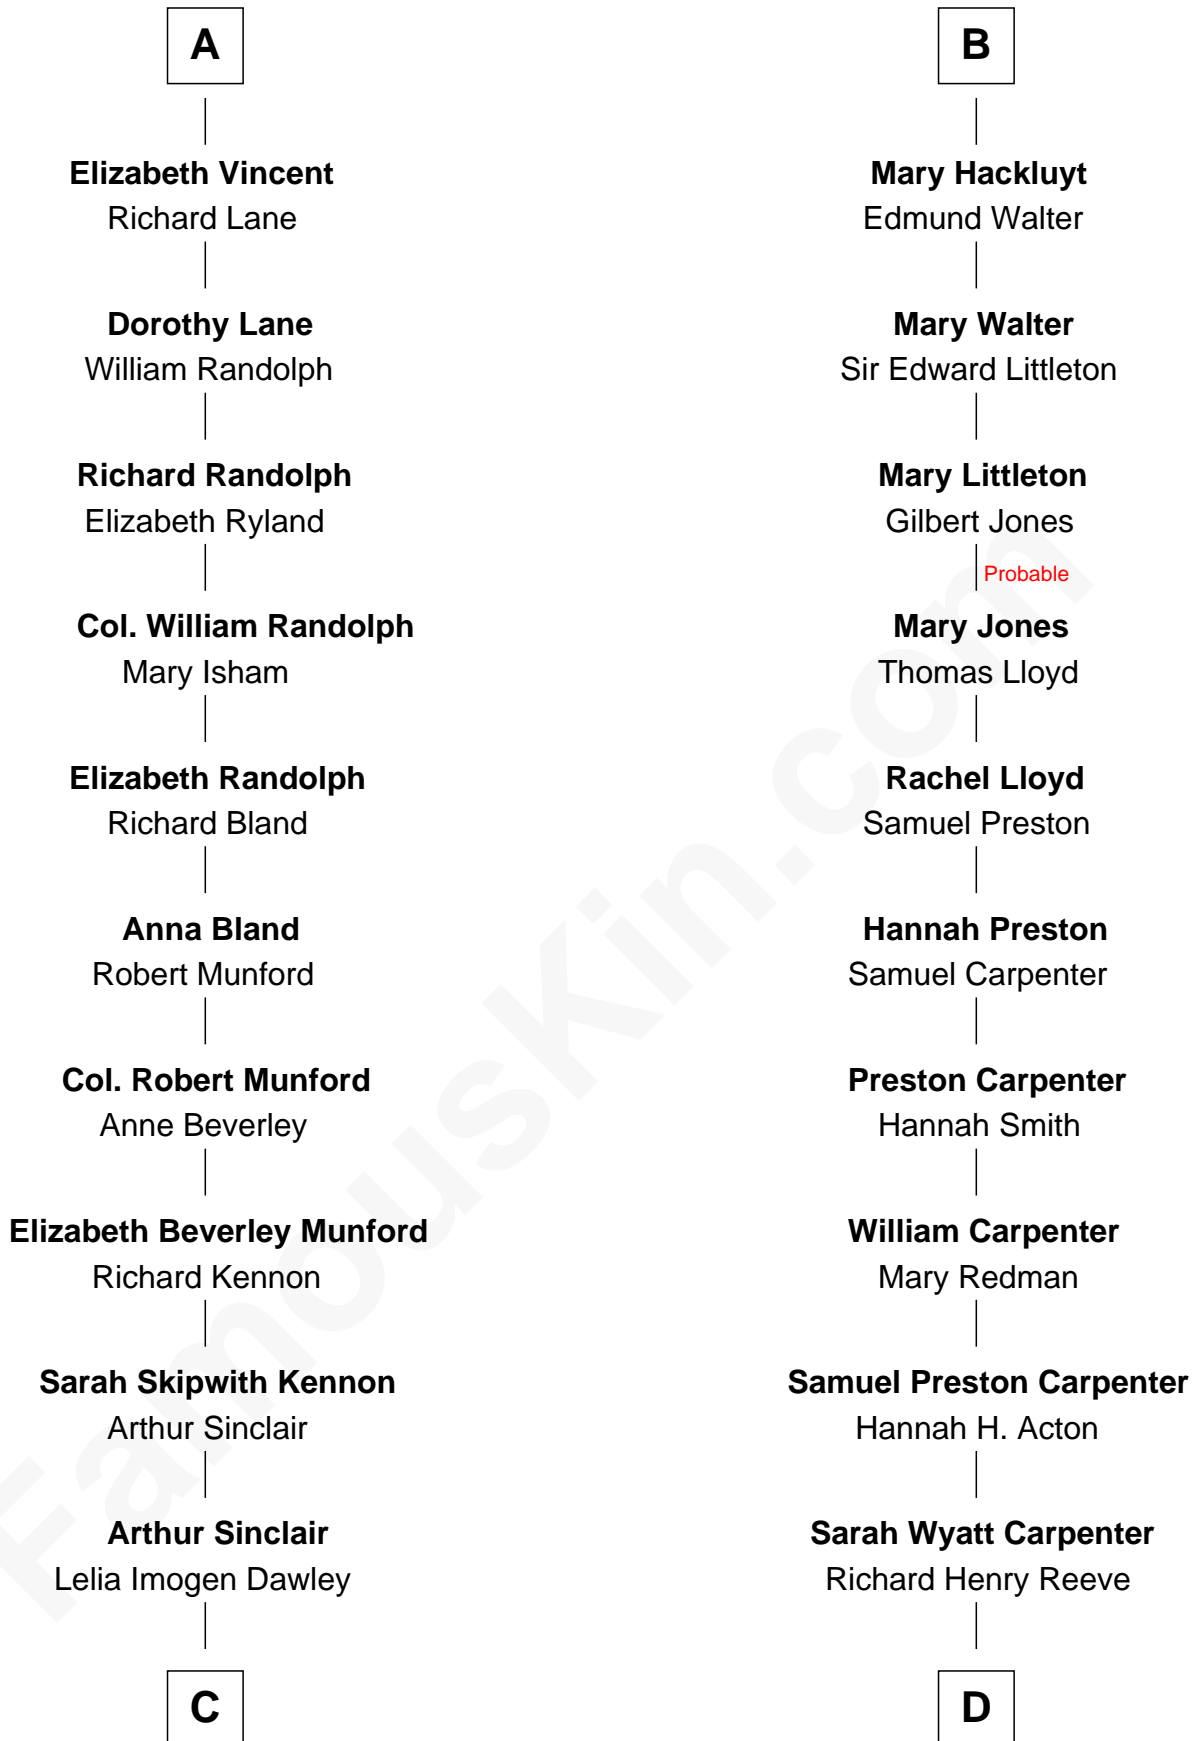 A
Elizabeth Vincent
Richard Lane
Dorothy Lane
William Randolph
Richard Randolph
Elizabeth Ryland
Col. William Randolph
Mary Isham
Elizabeth Randolph
Richard Bland
Anna Bland
Robert Munford
Col. Robert Munford
Anne Beverley
Elizabeth Beverley Munford
Richard Kennon
Sarah Skipwith Kennon
Arthur Sinclair
Arthur Sinclair
Lelia Imogen Dawley
C
B
Mary Hackluyt
Edmund Walter
Mary Walter
Sir Edward Littleton
Mary Littleton
Gilbert Jones
Probable
Mary Jones
Thomas Lloyd
Rachel Lloyd
Samuel Preston
Hannah Preston
Samuel Carpenter
Preston Carpenter
Hannah Smith
William Carpenter
Mary Redman
Samuel Preston Carpenter
Hannah H. Acton
Sarah Wyatt Carpenter
Richard Henry Reeve
D
FamousKin.com